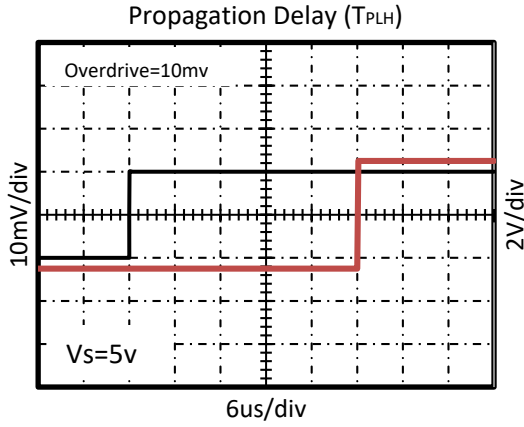 Propagation Delay (TPLH)
Overdrive=10mv
10mV/div
2V/div
Vs=5v
6us/div